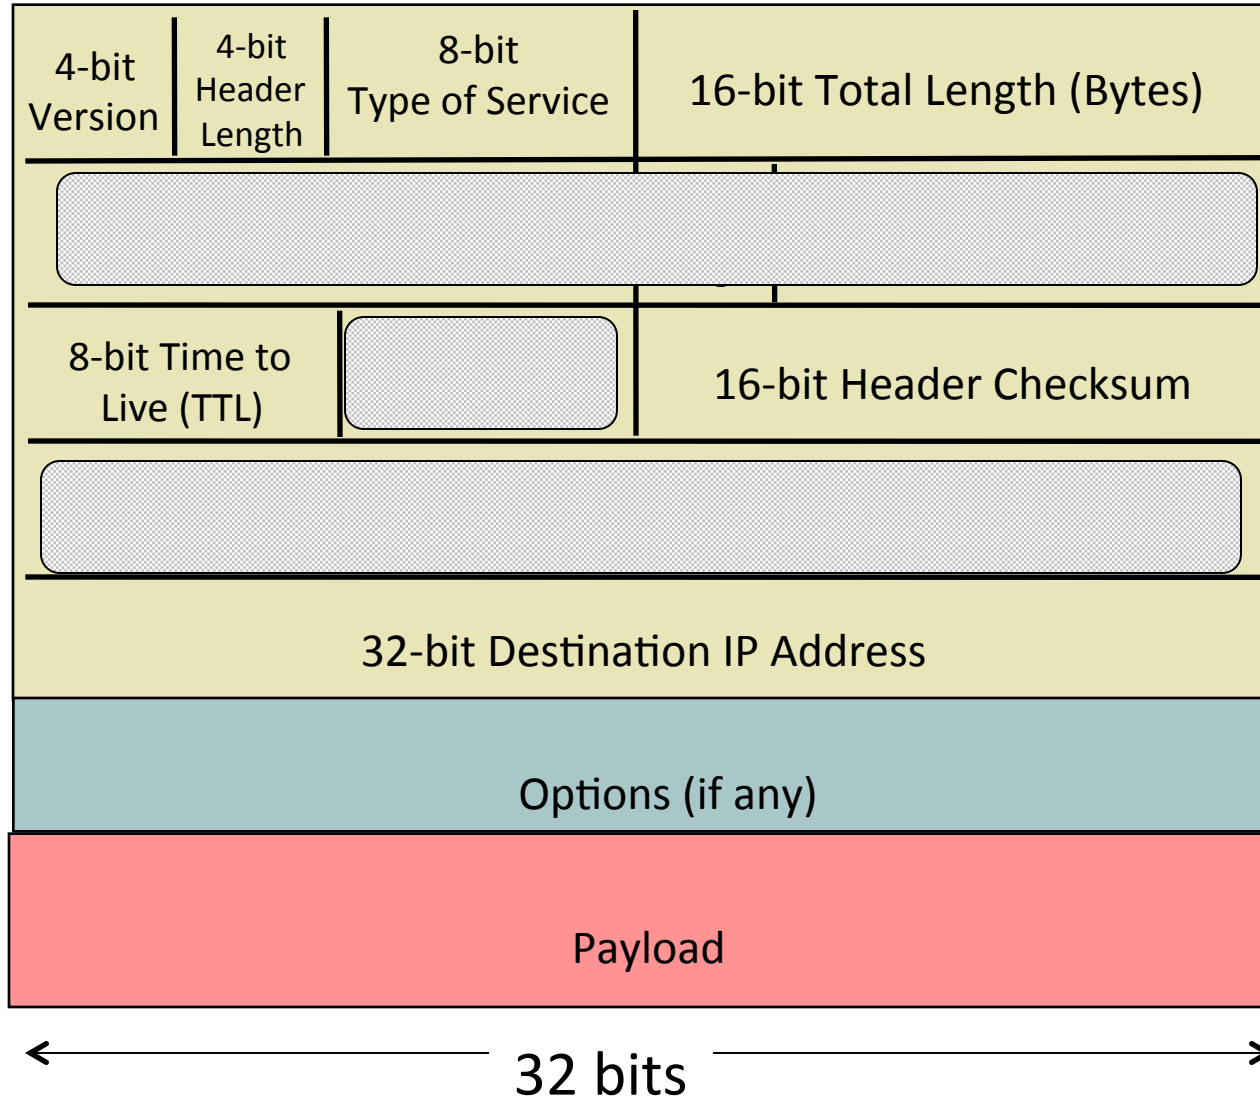 4-bit
Version
4-bit
Header
Length
8-bit
Type of Service
16-bit Total Length (Bytes)
8-bit Time to
Live (TTL)
16-bit Header Checksum
32-bit Destination IP Address
Options (if any)
Payload
32 bits